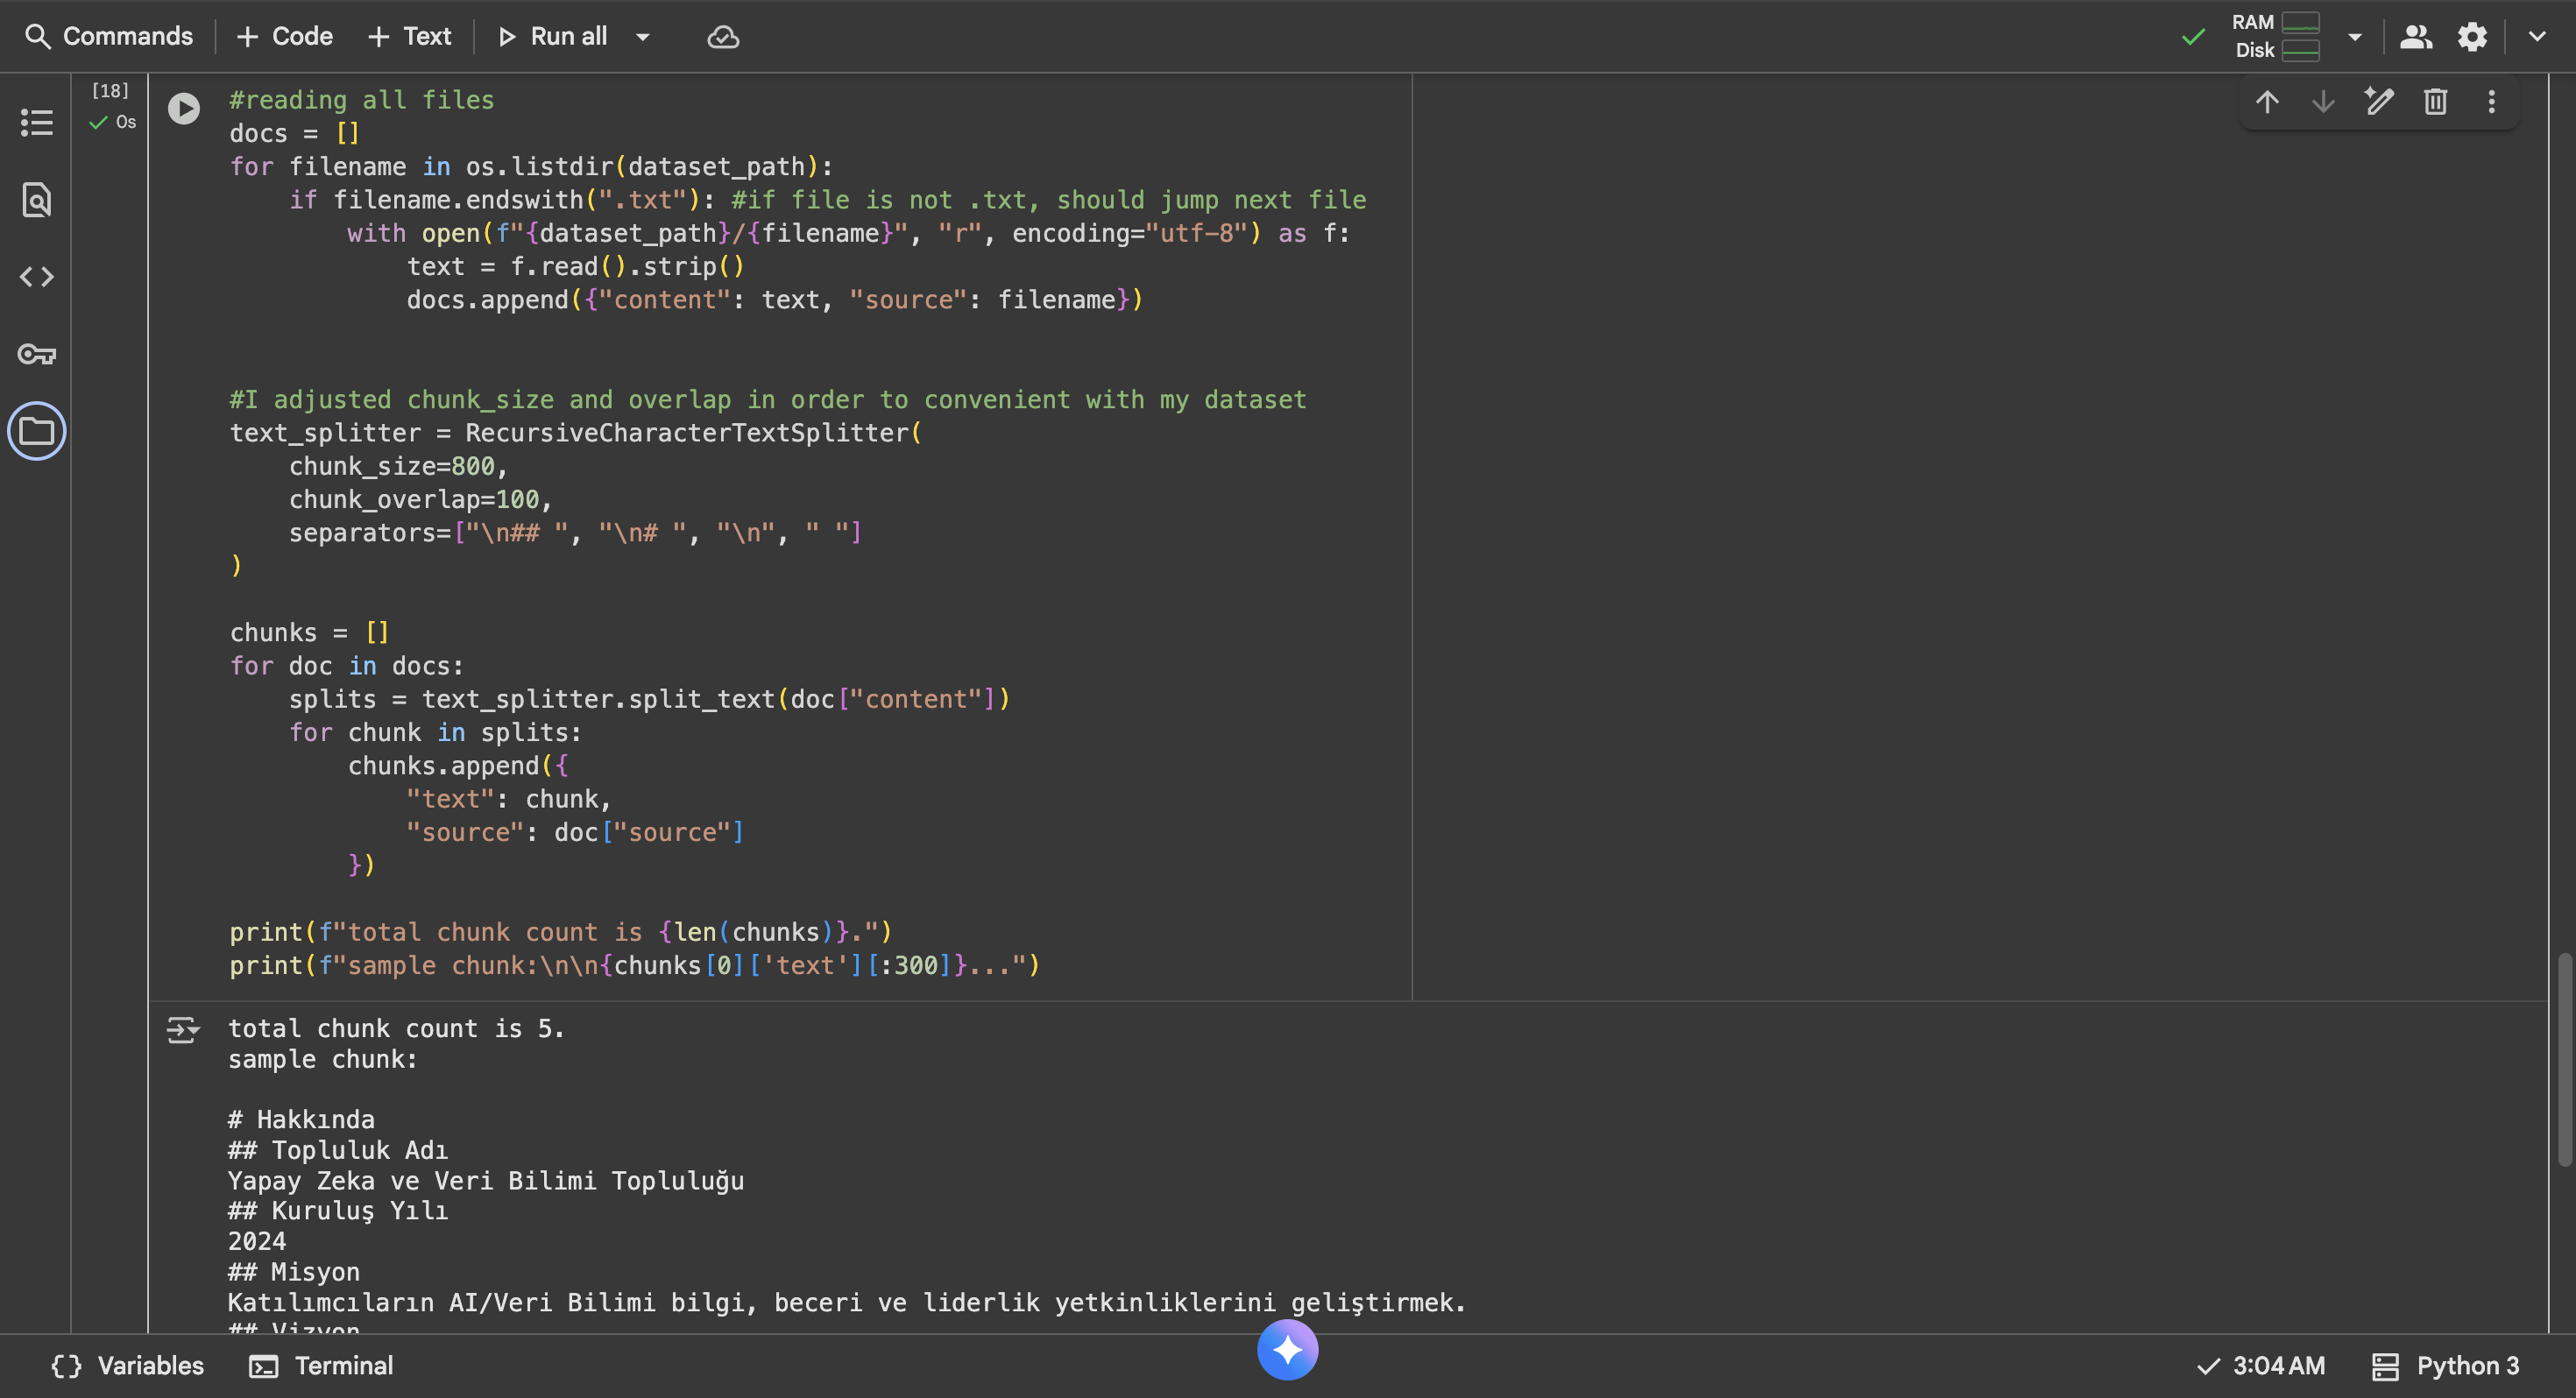 Commands
+ Code
+ Text
Run all
RAM
Disk
[18]
0s
#reading all files
docs = []
for filename in os.listdir(dataset_path):
    if filename.endswith(".txt"): #if file is not .txt, should jump next file
        with open(f"{dataset_path}/{filename}", "r", encoding="utf-8") as f:
            text = f.read().strip()
            docs.append({"content": text, "source": filename})
#I adjusted chunk_size and overlap in order to convenient with my dataset
text_splitter = RecursiveCharacterTextSplitter(
    chunk_size=800,
    chunk_overlap=100,
    separators=["\n## ", "\n# ", "\n", " "]
)
chunks = []
for doc in docs:
    splits = text_splitter.split_text(doc["content"])
    for chunk in splits:
        chunks.append({
            "text": chunk,
            "source": doc["source"]
        })
print(f"total chunk count is {len(chunks)}.")
print(f"sample chunk:\n\n{chunks[0]['text'][:300]}...")
total chunk count is 5.
sample chunk:
# Hakkında
## Topluluk Adı
Yapay Zeka ve Veri Bilimi Topluluğu
## Kuruluş Yılı
2024
## Misyon
Katılımcıların AI/Veri Bilimi bilgi, beceri ve liderlik yetkinliklerini geliştirmek.
## Vizyon
Variables
Terminal
3:04 AM
Python 3